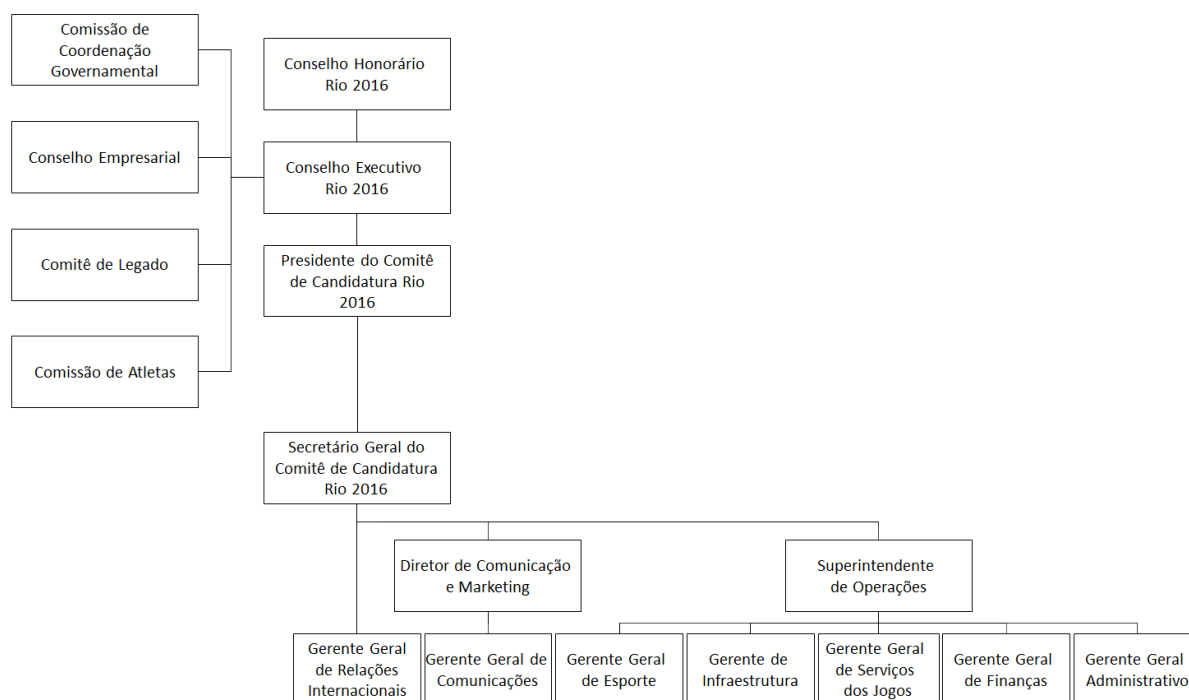 Comissão de
Coordenação
Governamental
Conselho Honorário
Rio 2016
Conselho Empresarial
Conselho Executivo
Rio 2016
Comitê de Legado
Presidente do Comitê
de Candidatura Rio
2016
Comissão de Atletas
Secretário Geral do
Comitê de Candidatura
Rio 2016
Diretor de Comunicação
e Marketing
Superintendente
de Operações
Gerente Geral
de Relações
Internacionais
Gerente Geral de
Comunicações
Gerente Geral
de Esporte
Gerente de
Infraestrutura
Gerente Geral
de Serviços
dos Jogos
Gerente Geral
de Finanças
Gerente Geral
Administrativo